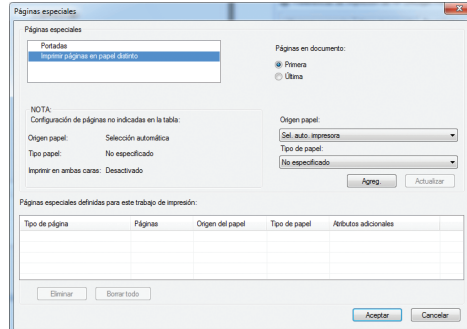 Páginas especiales
Páginas especiales
Portadas
Imprimir páginas en papel distinto
Páginas en documento:
Primera
Última
NOTA:
Configuración de páginas no indicadas en la tabla:
Origen papel: Selección automática
Tipo papel: No especificado
Imprimir en ambas caras: Desactivado
Origen papel:
Sel. auto. impresora
Tipo de papel:
No especificado
Agreg. Actualizar
Páginas especiales definidas para este trabajo de impresión:
Tipo de página Páginas Origen del papel Tipo de papel Atributos adicionales
Eliminar Borrar todo
Aceptar Cancelar